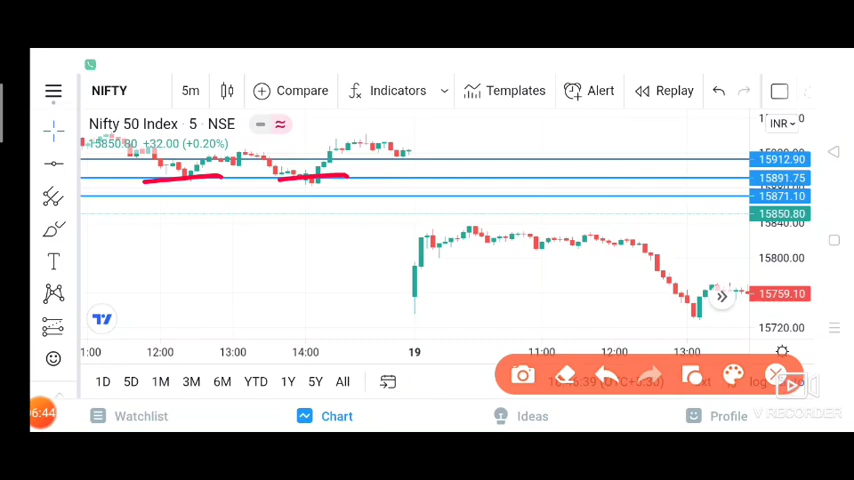 NIFTY 5m Compare Indicators Templates Alert Replay
Nifty 50 Index · 5 · NSE
INR
15850.80 +32.00 (+0.20%)
15912.90
15891.75
15871.10
15850.80
15840.00
15800.00
15759.10
15720.00
1:00 12:00 13:00 14:00 19 11:00 12:00 13:00
1D 5D 1M 3M 6M YTD 1Y 5Y All
log
06:44
Watchlist Chart Ideas Profile
V RECORDER